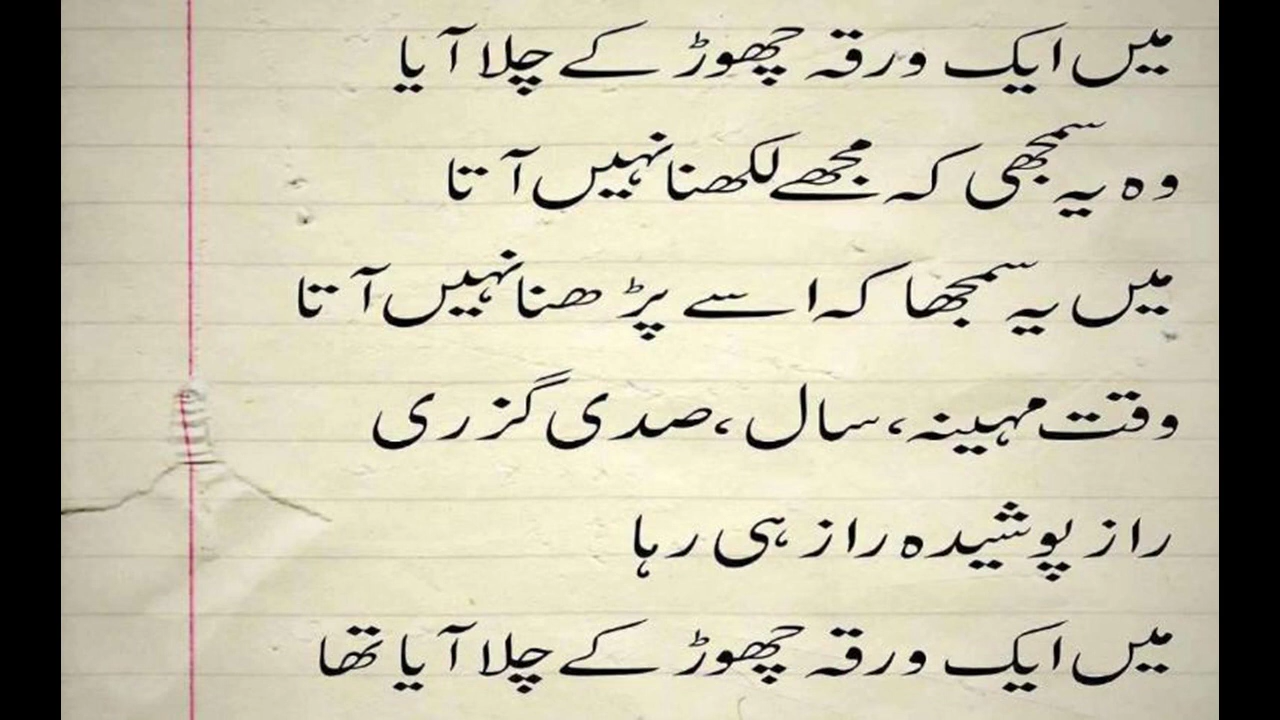 میں ایک ورقہ چھوڑ کے چلا آیا
وہ یہ سمجھی کہ مجھے لکھنا نہیں آتا
میں یہ سمجھا کہ اسے پڑھنا نہیں آتا
وقت مہینہ، سال، صدی گزری
راز پوشیدہ راز ہی رہا
میں ایک ورقہ چھوڑ کے چلا آیا تھا